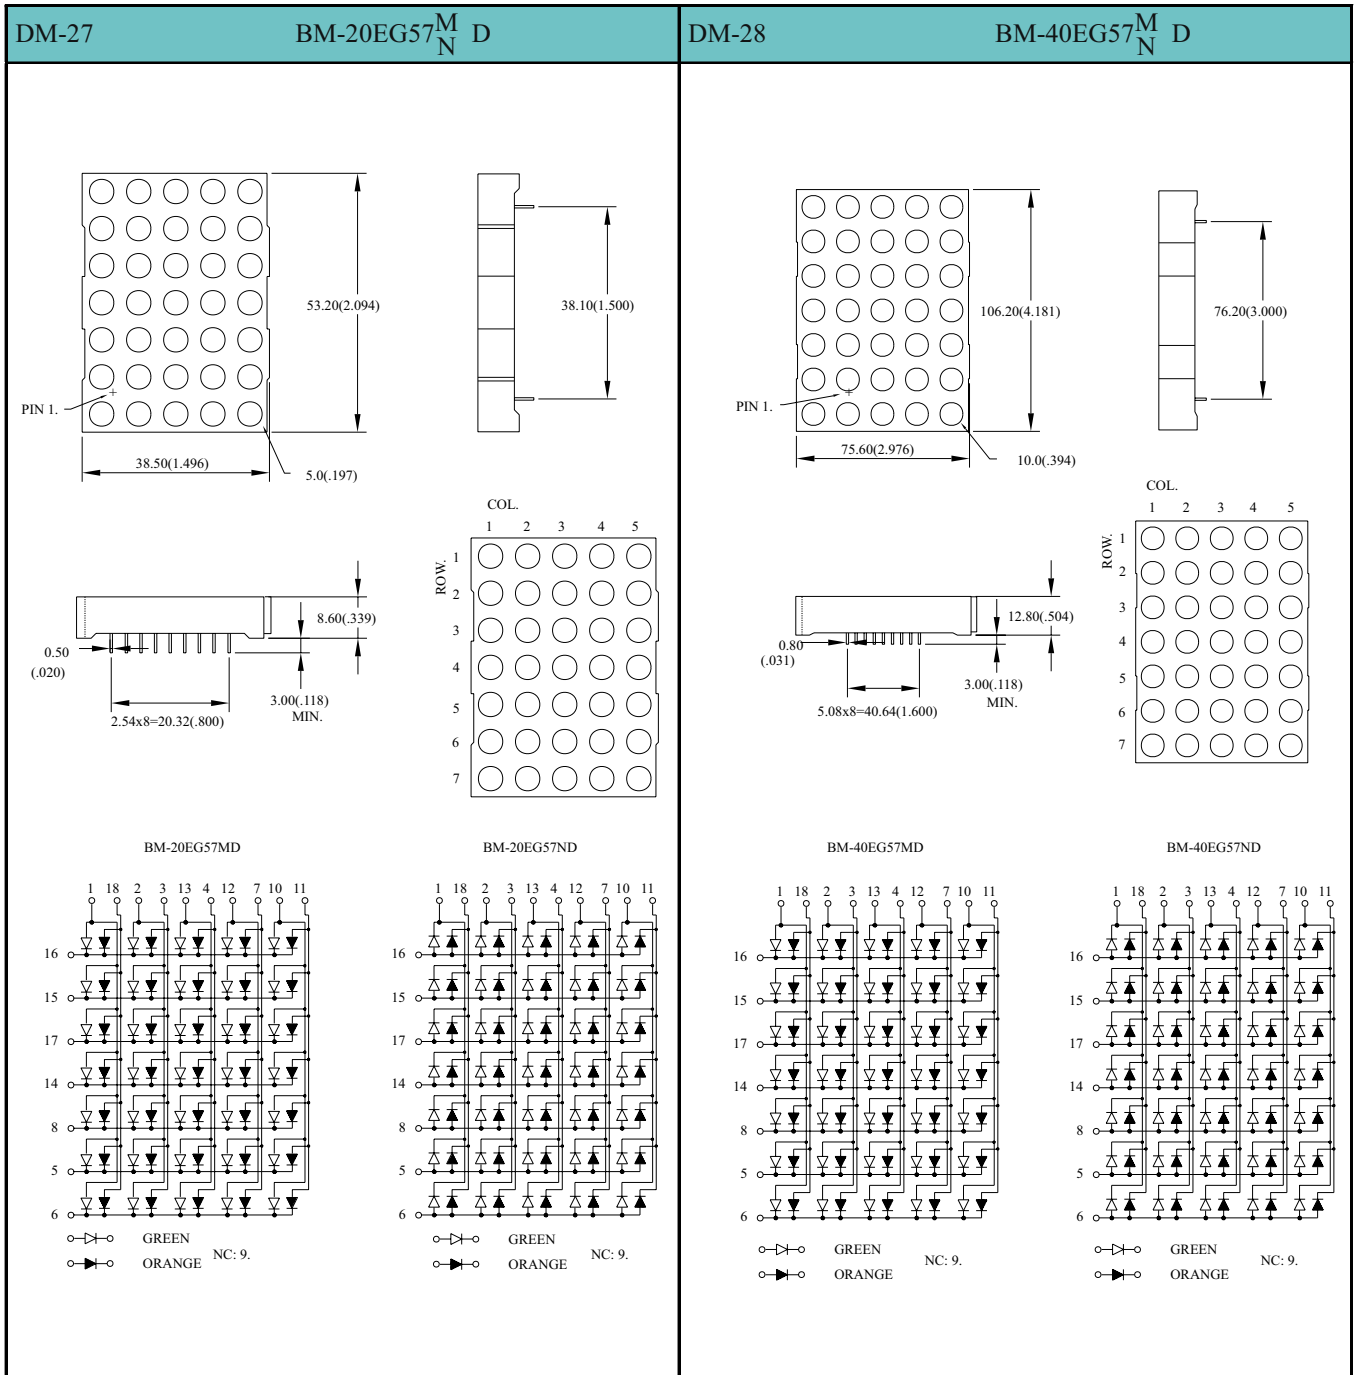 DM-27 BM-20EG57 M/N D
DM-28 BM-40EG57 M/N D
53.20(2.094)
38.10(1.500)
PIN 1.
38.50(1.496)
5.0(.197)
COL.
1 2 3 4 5
ROW.
1
2
3
4
5
6
7
8.60(.339)
0.50
(.020)
3.00(.118)
MIN.
2.54x8=20.32(.800)
BM-20EG57MD
1 18 2 3 13 4 12 7 10 11
16
15
17
14
8
5
6
GREEN
ORANGE
NC: 9.
BM-20EG57ND
1 18 2 3 13 4 12 7 10 11
16
15
17
14
8
5
6
GREEN
ORANGE
NC: 9.
106.20(4.181)
76.20(3.000)
PIN 1.
75.60(2.976)
10.0(.394)
COL.
1 2 3 4 5
ROW.
1
2
3
4
5
6
7
12.80(.504)
0.80
(.031)
3.00(.118)
MIN.
5.08x8=40.64(1.600)
BM-40EG57MD
1 18 2 3 13 4 12 7 10 11
16
15
17
14
8
5
6
GREEN
ORANGE
NC: 9.
BM-40EG57ND
1 18 2 3 13 4 12 7 10 11
16
15
17
14
8
5
6
GREEN
ORANGE
NC: 9.